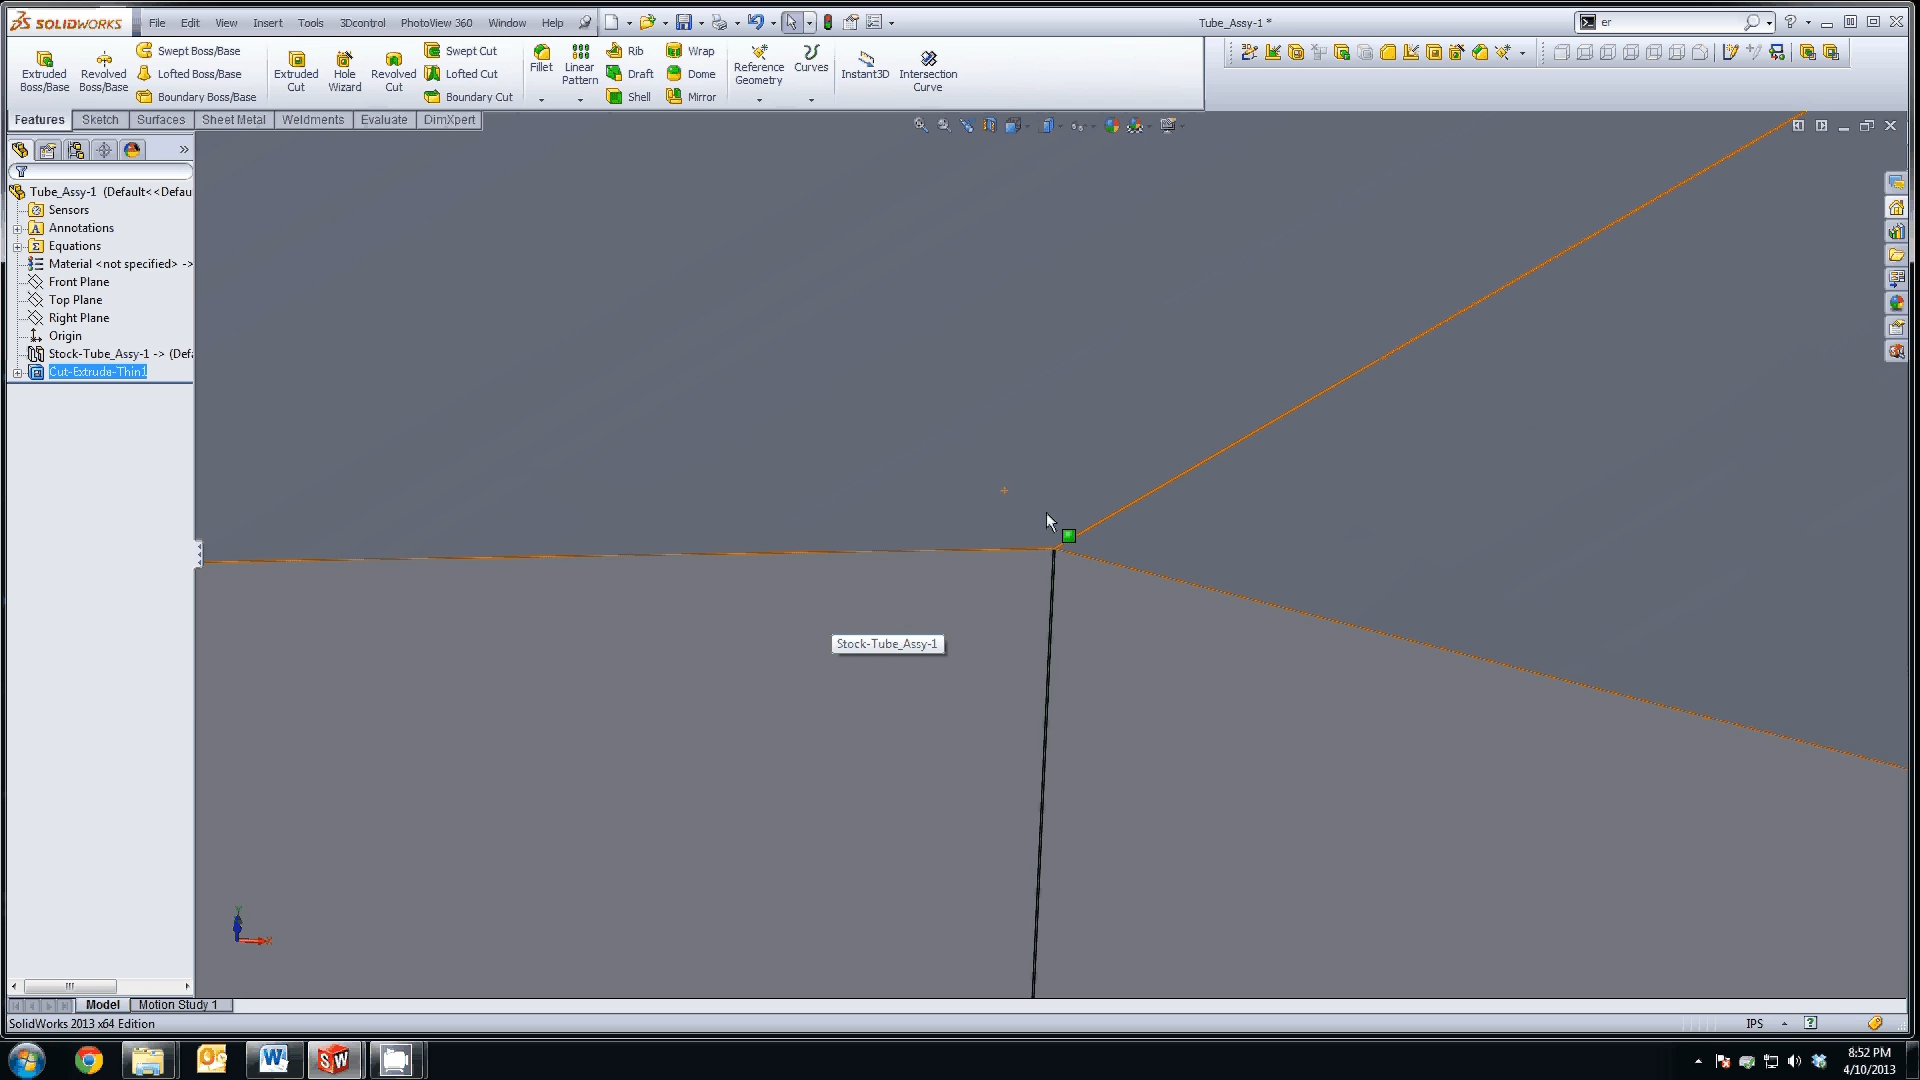 SOLIDWORKS File Edit View Insert Tools 3Dcontrol PhotoView 360 Window Help Tube_Assy-1 * er
Extruded Boss/Base
Revolved Boss/Base
Swept Boss/Base
Lofted Boss/Base
Boundary Boss/Base
Extruded Cut
Hole Wizard
Revolved Cut
Swept Cut
Lofted Cut
Boundary Cut
Fillet
Linear Pattern
Rib
Draft
Shell
Wrap
Dome
Mirror
Reference Geometry
Curves
Instant3D
Intersection Curve
Features Sketch Surfaces Sheet Metal Weldments Evaluate DimXpert
Tube_Assy-1 (Default<<Defau
Sensors
Annotations
Equations
Material <not specified> ->
Front Plane
Top Plane
Right Plane
Origin
Stock-Tube_Assy-1 -> (Def
Cut-Extrude-Thin1
Stock-Tube_Assy-1
Y
X
Model Motion Study 1
SolidWorks 2013 x64 Edition IPS
8:52 PM
4/10/2013